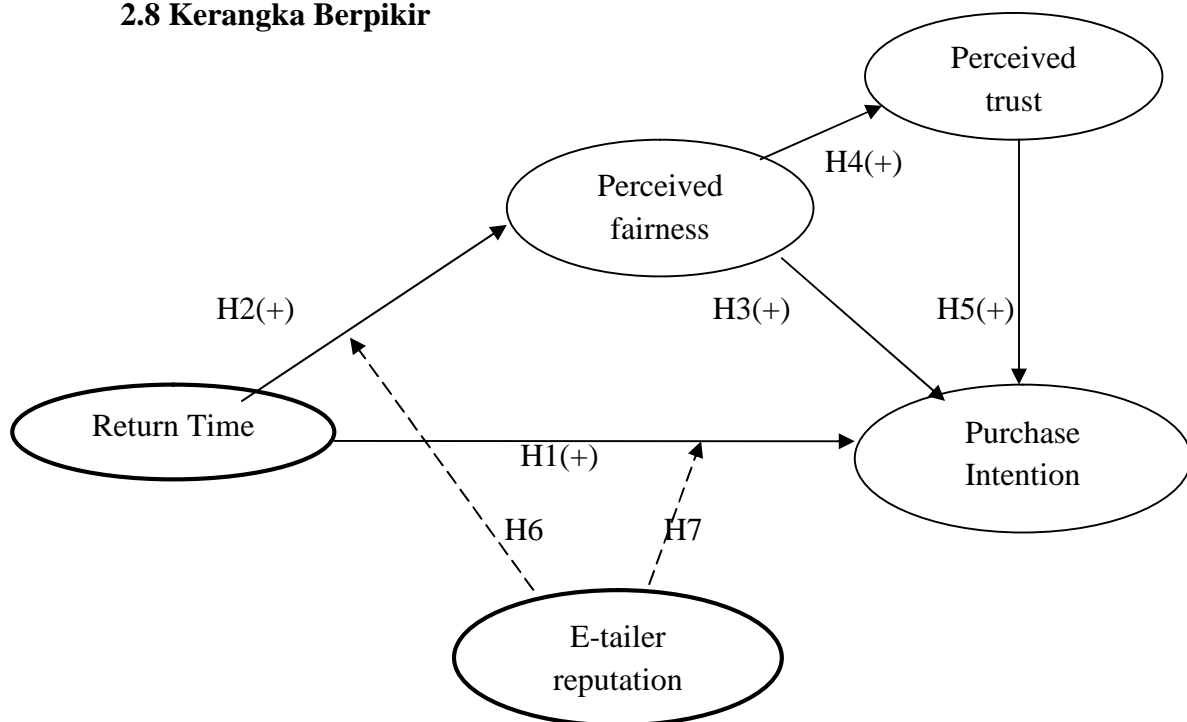 2.8 Kerangka Berpikir
Perceived
trust
H4(+)
Perceived
fairness
H2(+)
H3(+)
H5(+)
Return Time
H1(+)
Purchase
Intention
H6
H7
E-tailer
reputation